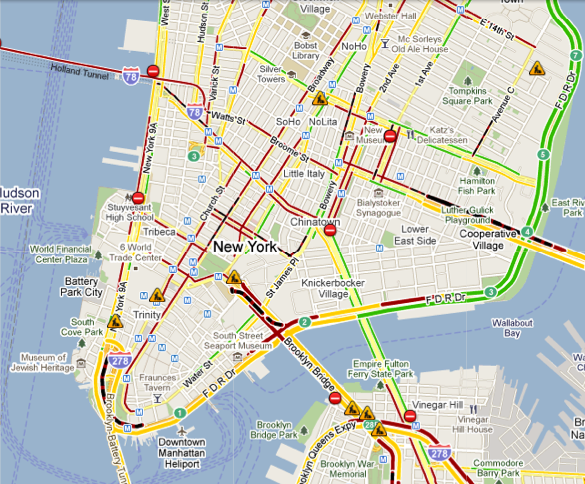 Town
Village
Webster Hall
E 14th St
West St
Hudson St
NoHo
Mc Sorleys
Old Ale House
Bobst
Library
Broadway
Bowery
2nd Ave
1st Ave
7
Holland Tunnel
78
Silver
Towers
Varick St
Tompkins
Square Park
Avenue C
F D R Dr
78
Watts St
SoHo
NoLita
New
Museum
Katz's
Delicatessen
New York 9A
3
Broome St
5
Little Italy
Hamilton
Fish Park
Hudson
River
Stuyvesant
High School
Church St
Bowery
Bialystoker
Synagogue
Luther Gulick
Playground
East Riv
Park
Chinatown
Tribeca
Lower
East Side
Cooperative
Village
4
World Financial
Center Plaza
6 World
Trade Center
New York
St James Pl
Battery
Park City
Knickerbocker
Village
3
F D R Dr
New York 9A
Trinity
South
Cove Park
2
South Street
Seaport Museum
Wallabout
Bay
Museum of
Jewish Heritage
278
Water St
Brooklyn Bridge
Fraunces
Tavern
F D R Dr
Empire Fulton
Ferry State Park
1
Brooklyn-Battery Tun
Vinegar Hill
Vinegar
Hill House
Downtown
Manhattan
Heliport
Brooklyn
Bridge Park
278
Brooklyn War
Memorial
Commodore
Barry Park